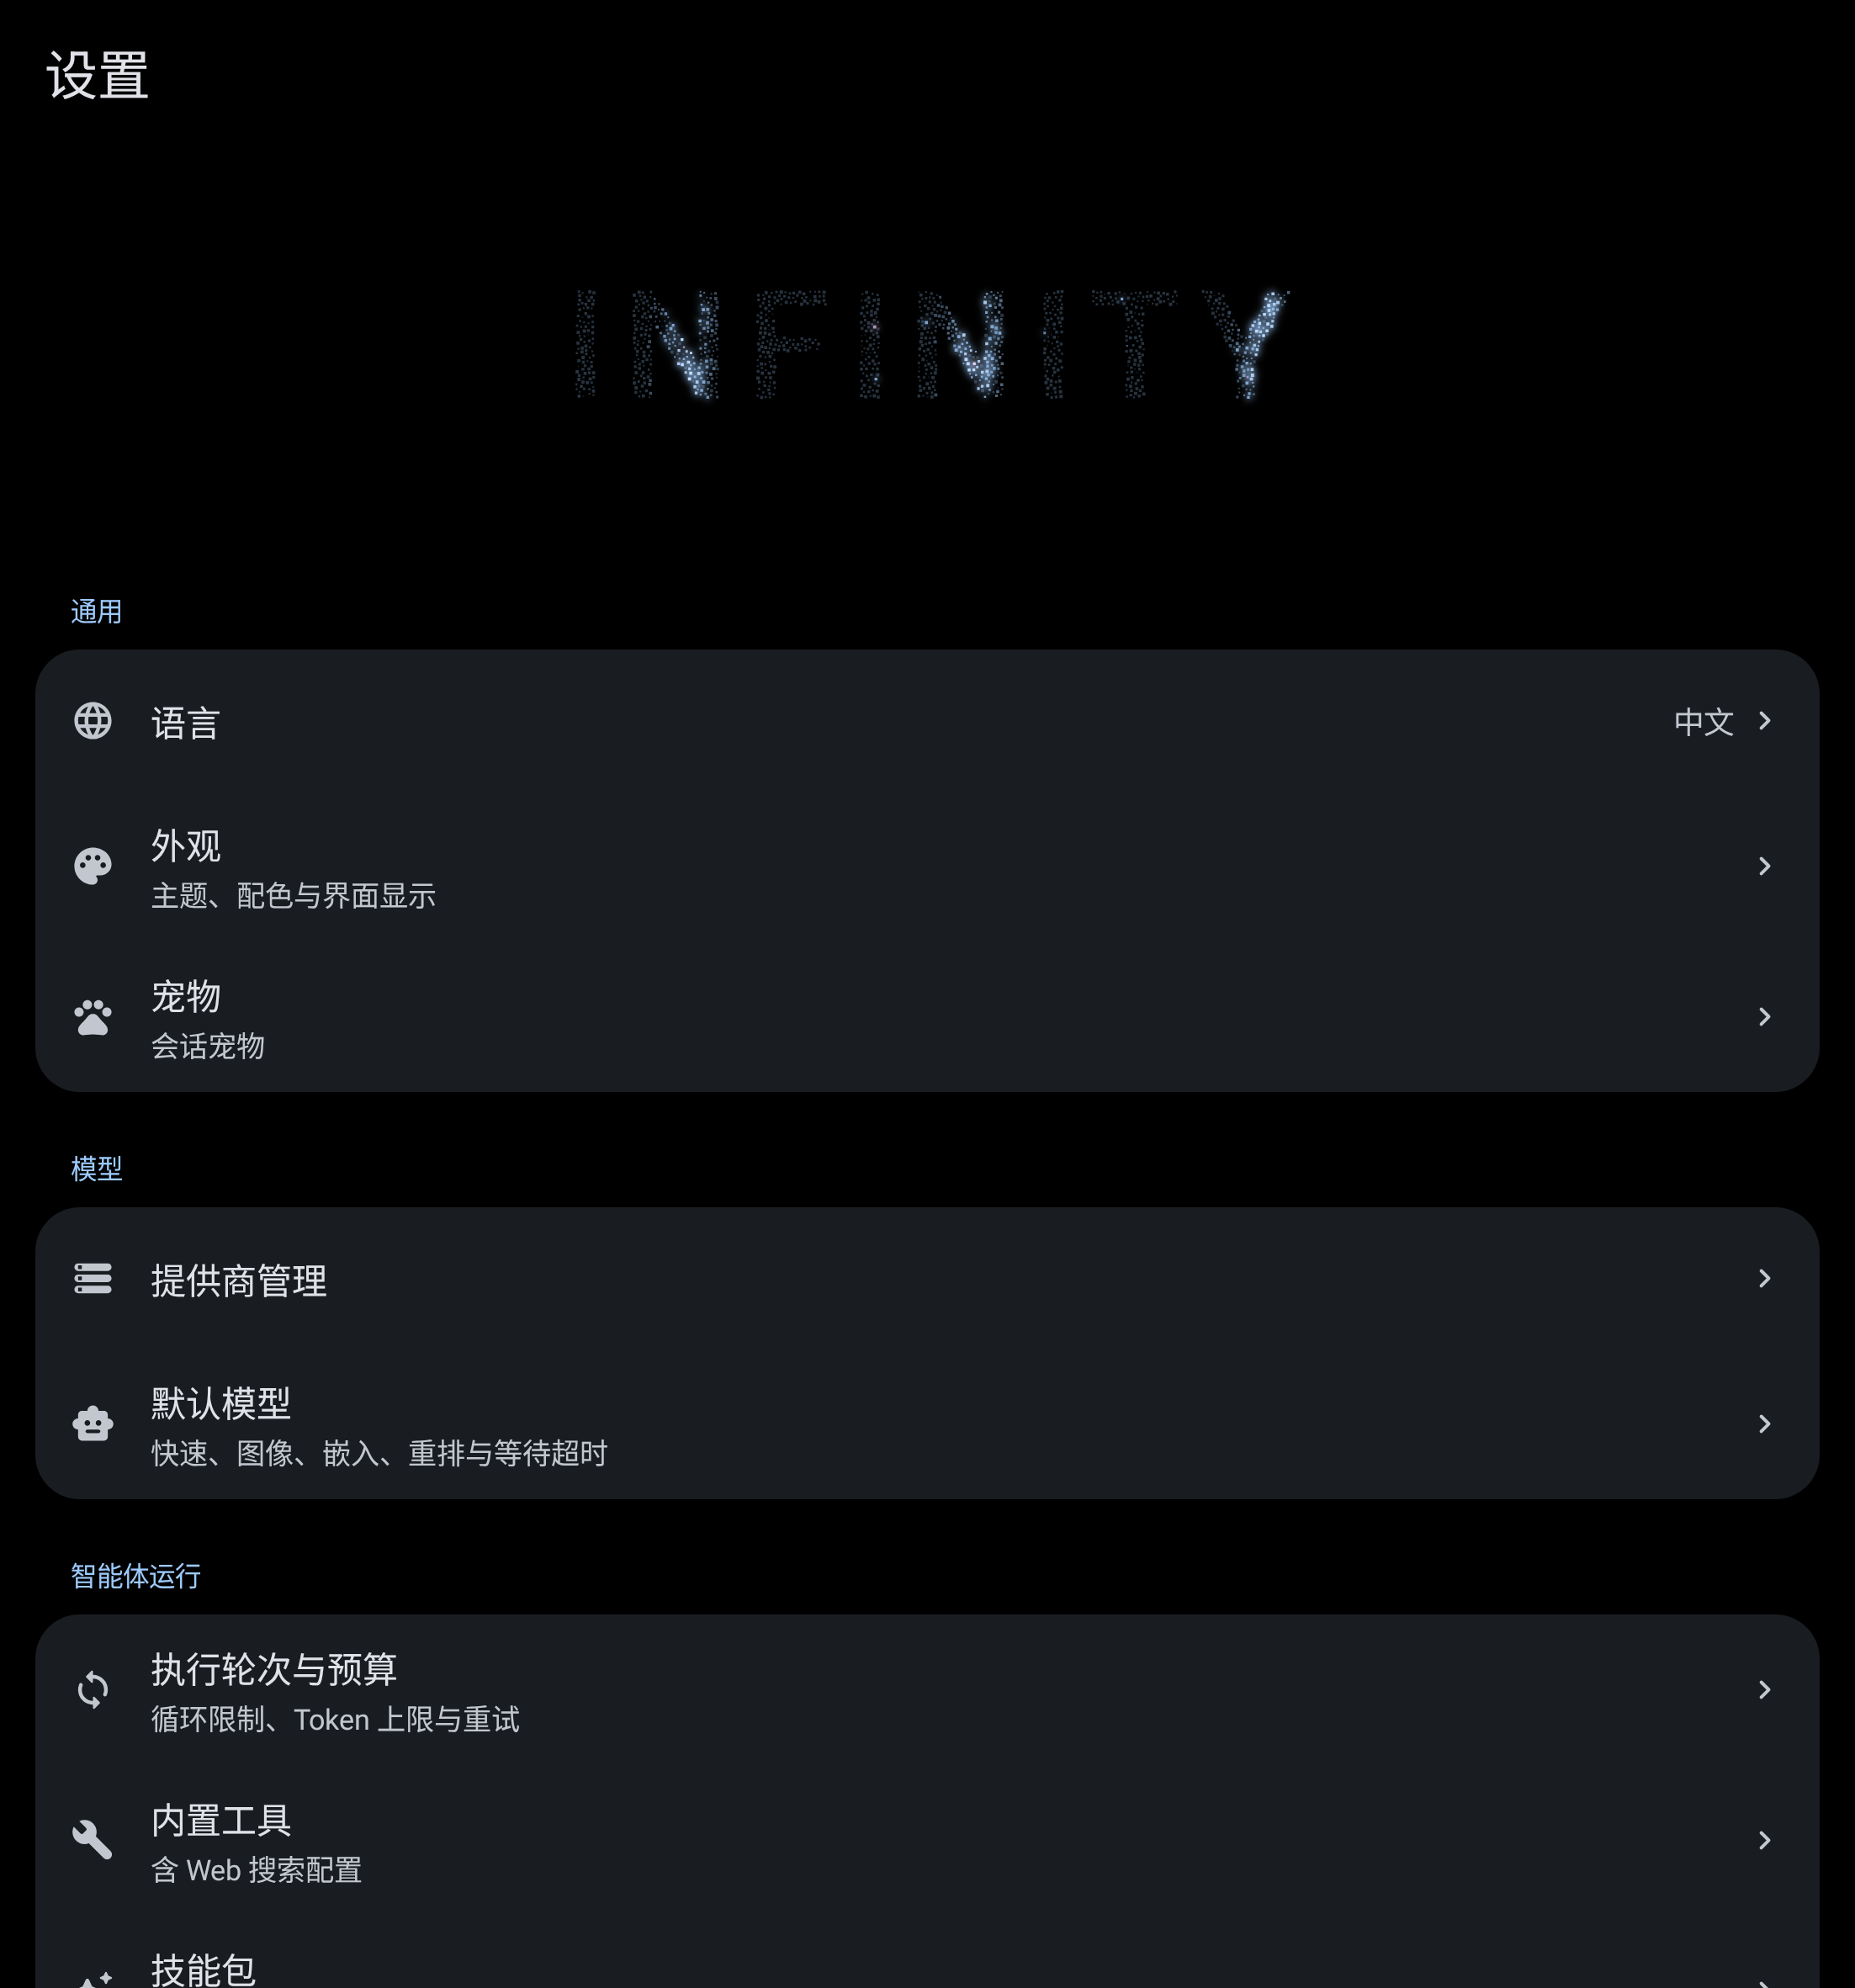 设置
INFINITY
通用
语言
中文
外观
主题、配色与界面显示
宠物
会话宠物
模型
提供商管理
默认模型
快速、图像、嵌入、重排与等待超时
智能体运行
执行轮次与预算
循环限制、Token 上限与重试
内置工具
含 Web 搜索配置
技能包